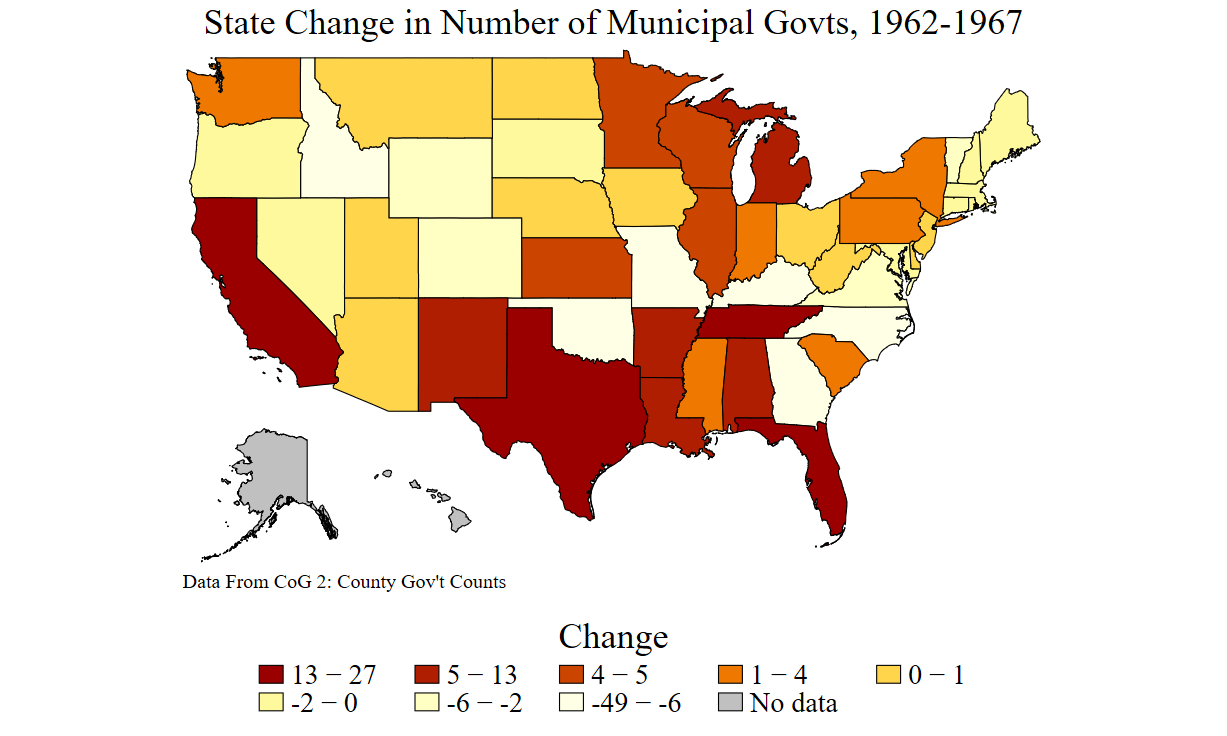 State Change in Number of Municipal Govts, 1962-1967
Data From CoG 2: County Gov't Counts
Change
13 − 27 5 − 13 4 − 5 1 − 4 0 − 1
-2 − 0 -6 − -2 -49 − -6 No data